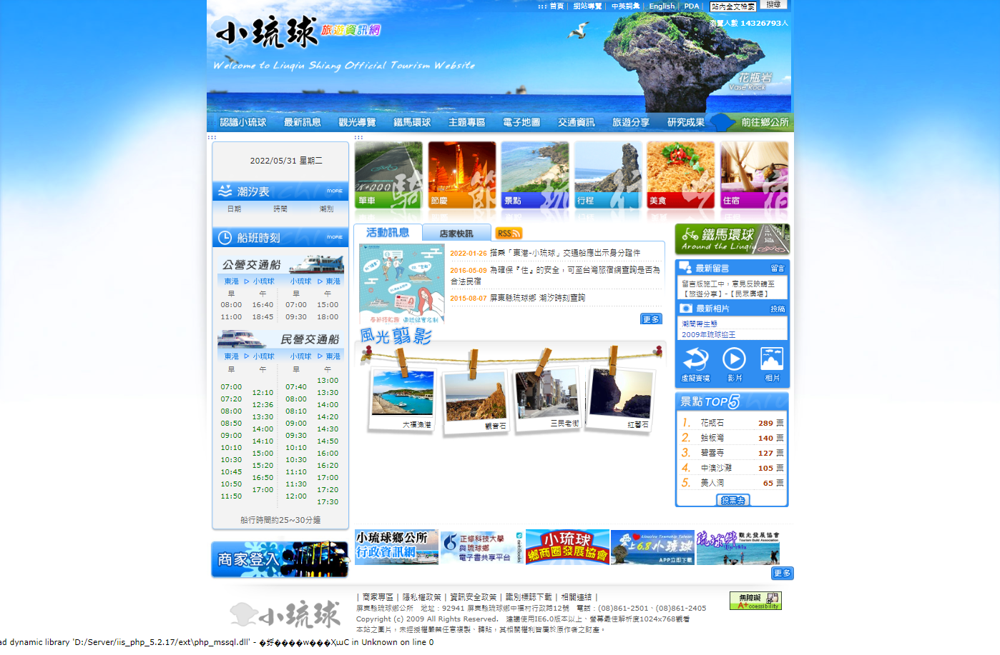 ::: 首頁 | 網站導覽 | 中英詞彙 | English | PDA | 站內全文檢索 搜尋
瀏覽人數 14326793人
小琉球 旅遊資訊網
Welcome to Liuqiu Shiang Official Tourism Website
花瓶岩
Vase Rock
認識小琉球 最新訊息 觀光導覽 鐵馬環球 主題專區 電子地圖 交通資訊 旅遊分享 研究成果 前往鄉公所
::: :::
2022/05/31 星期二
潮汐表 MORE
日期 時間 潮別
船班時刻 MORE
公營交通船
東港 ▷ 小琉球 小琉球 ▷ 東港
早 午 早 午
08:00 16:40 07:00 15:00
11:00 18:45 09:30 18:00
民營交通船
東港 ▷ 小琉球 小琉球 ▷ 東港
早 午 早 午
13:00
07:00 07:40
12:10 13:30
07:20 08:00
12:36 14:00
08:00 08:10
13:30 14:20
08:50 09:00
14:00 14:30
09:00 09:30
14:10 14:50
10:10 10:10
15:00 16:00
10:30 10:30
15:20 16:20
10:45 11:10
16:50 17:00
10:50 11:30
17:00 17:20
11:50 12:00
17:30
船行時間約25~30分鐘
商家登入
單車 騎
節慶 節
景點 玩
行程 行
美食 吃
住宿 宿
活動訊息 店家快訊 RSS
2022-01-26 搭乘「東港-小琉球」交通船應出示身分證件
2016-05-09 為確保『住』的安全，可至台灣旅宿網查詢是否為
合法民宿
2015-08-07 屏東縣琉球鄉 潮汐時刻查詢
更多
風光翦影
大福漁港 觀音石 三民老街 紅蕃石
鐵馬環球
Around the Liuqiu
最新留言 留言
留言版施工中，意見反映請至
【旅遊分享】-【民眾廣場】
最新相片 投稿
潮間帶生態
2009年琉球迎王
虛擬實境 影片 相片
景點TOP5
1. 花瓶石 289 票
2. 蛤板灣 140 票
3. 碧雲寺 127 票
4. 中澳沙灘 105 票
5. 美人洞 65 票
投票去
小琉球鄉公所
行政資訊網
正修科技大學
與琉球鄉
電子書共享平台
airitiBooks
小琉球
鄉商圈發展協會
Liuqiu Township Taiwan
愛上6.8小琉球
APP立即下載
琉球鄉 觀光發展協會
Tourism Build Association
Liu-chiu
更多
小琉球
| 商家專區 | 隱私權政策 | 資訊安全政策 | 識別標誌下載 | 相關連結 |
屏東縣琉球鄉公所 地址：92941 屏東縣琉球鄉中福村行政路12號 電話：(08)861-2501、(08)861-2405
Copyright (c) 2009 All Rights Reserved. 建議使用IE6.0版本以上、螢幕最佳解析度1024x768觀看
本站之圖片，未經授權嚴禁任意複製、轉貼，其相關權利皆屬於原作者之財產。
無障礙
A+ccessibility
ad dynamic library 'D:/Server/iis_php_5.2.17/ext\php_mssql.dll' - in Unknown on line 0